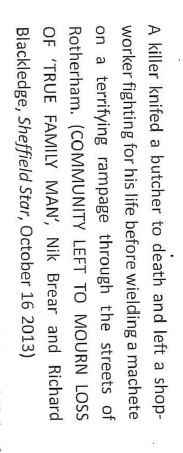 A killer knifed a butcher to death and left a shop-
worker fighting for his life before wielding a machete
on a terrifying rampage through the streets of
Rotherham. (COMMUNITY LEFT TO MOURN LOSS
OF ‘TRUE FAMILY MAN’, Nik Brear and Richard
Blackledge, Sheffield Star, October 16 2013)